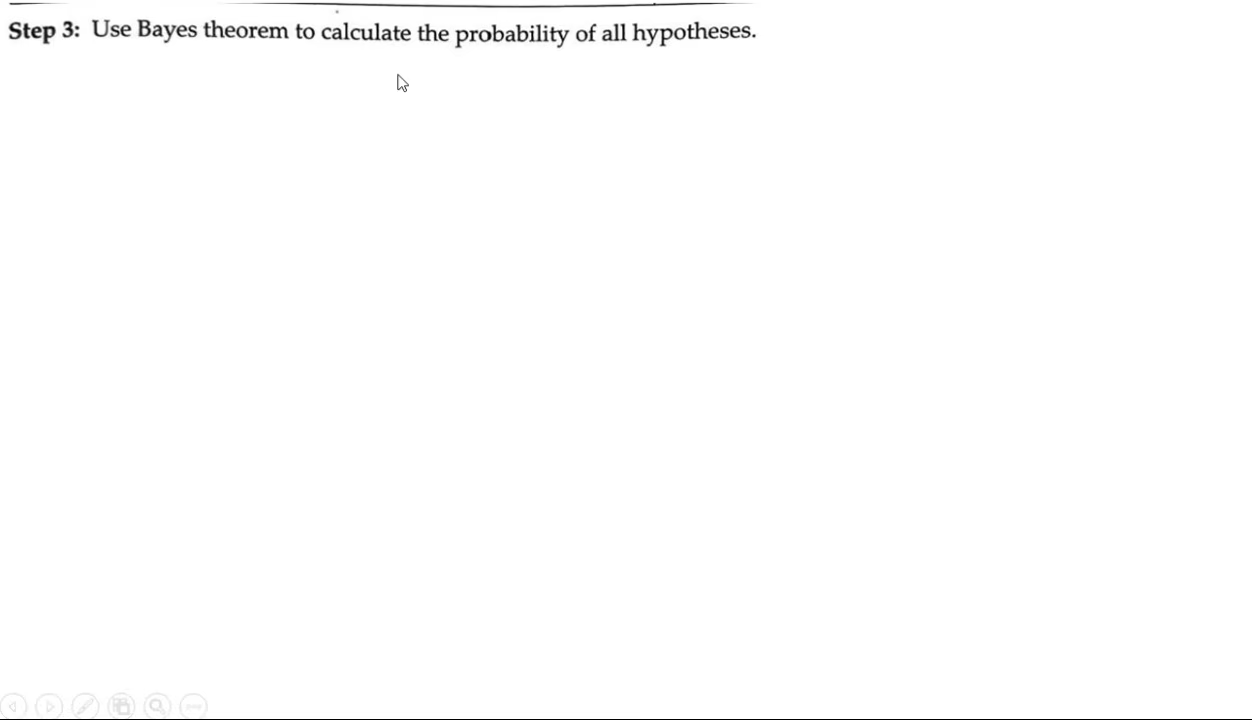 Step 3: Use Bayes theorem to calculate the probability of all hypotheses.